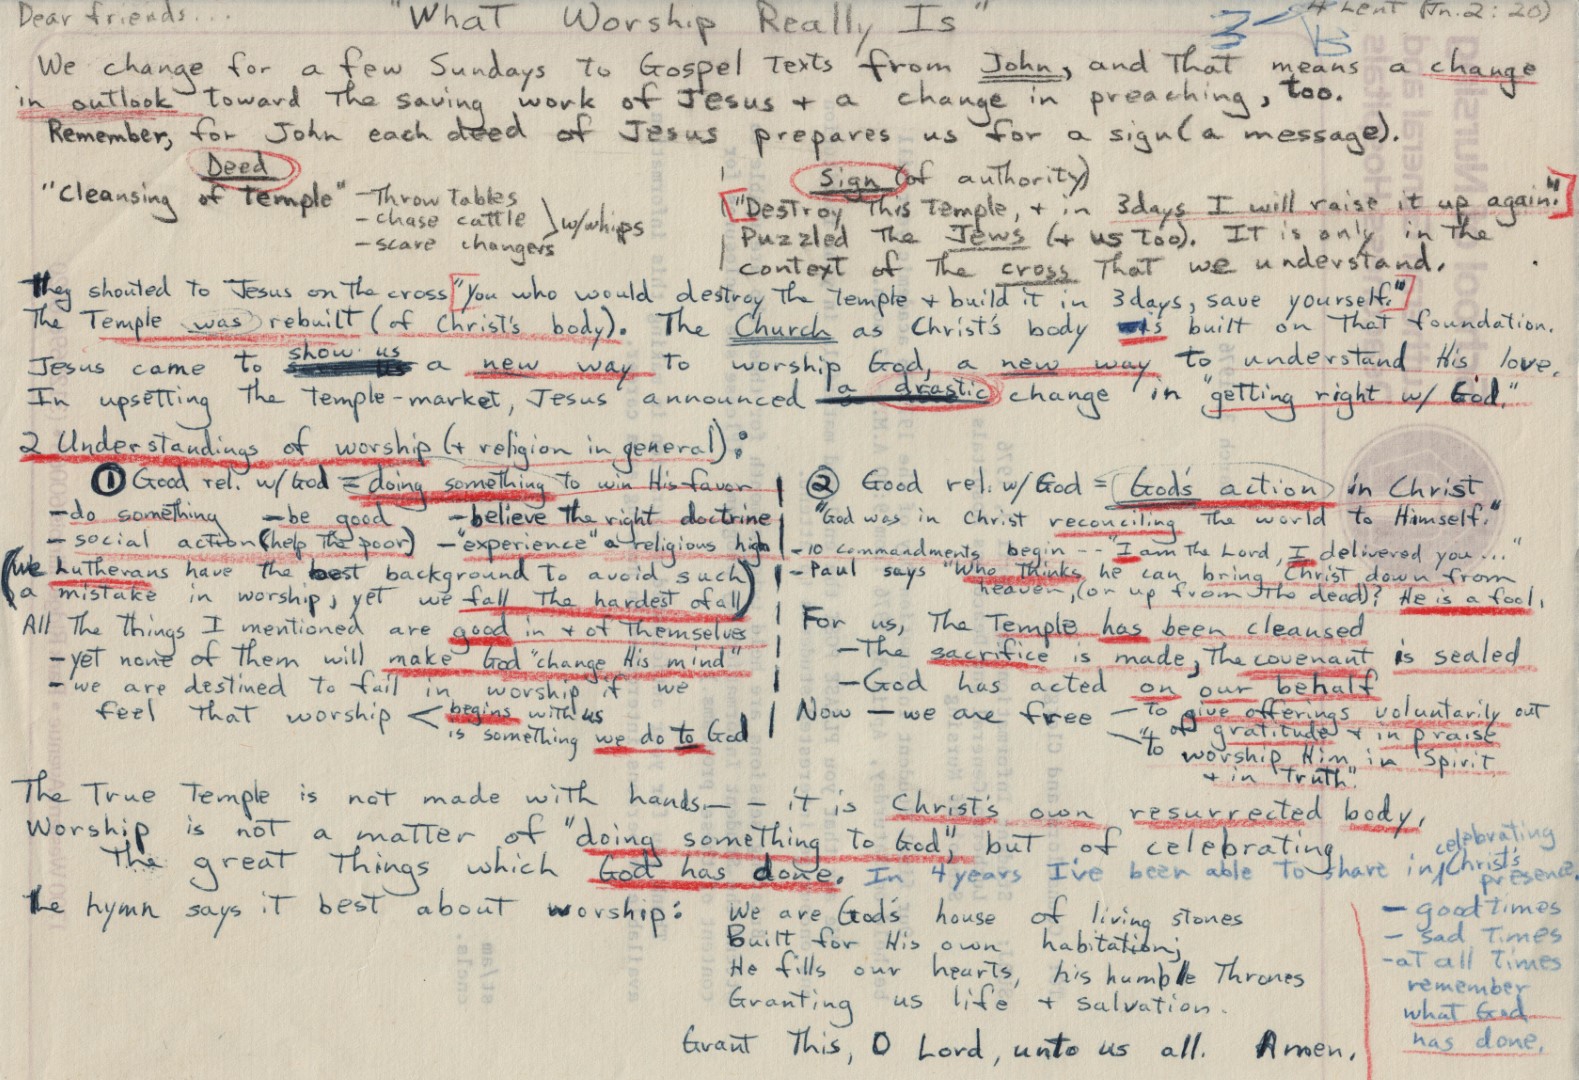 Dear friends...
"What Worship Really Is"
4 Lent (Jn. 2:20)
3
B
We change for a few Sundays to Gospel Texts from John, and That means a change
in outlook toward The saving work of Jesus + a change in preaching, too.
Remember, for John each deed of Jesus prepares us for a sign (a message).
Deed
"Cleansing of Temple"
- Throw Tables
- chase cattle
- scare changers
w/whips
Sign (of authority)
"Destroy This Temple, + in 3 days I will raise it up again."
Puzzled The Jews (+ us Too). IT is only in The
context of The cross That we understand.
They shouted to Jesus on the cross "You who would destroy The Temple + build it in 3 days, save yourself."
The Temple was rebuilt (of Christ's body). The Church as Christ's body is built on That foundation.
Jesus came to show us a new way To worship God, a new way to understand His love.
In upsetting The Temple-market, Jesus announced a drastic change in "getting right w/ God."
2 Understandings of worship (+ religion in general):
① Good rel. w/ God = doing something to win His favor
- do something - be good - believe The right doctrine
- social action (help The poor) - "experience" a religious high
(We Lutherans have The best background To avoid such
a mistake in worship, yet we fall The hardest of all)
All The Things I mentioned are good in + of Themselves
- yet none of Them will make God "change His mind"
- we are destined To fail in worship if we
feel That worship < begins with us
is something we do to God
② Good rel. w/ God = God's action in Christ
"God was in Christ reconciling The world To Himself."
- 10 commandments begin -- "I am The Lord, I delivered you..."
- Paul says "Who Thinks he can bring Christ down from
heaven, (or up from The dead)? He is a fool.
For us, The Temple has been cleansed
- The sacrifice is made, The covenant is sealed
- God has acted on our behalf
Now - we are free - To give offerings voluntarily out
of gratitude + in praise
- "To worship Him in Spirit
+ in Truth".
The True Temple is not made with hands -- it is Christ's own resurrected body.
Worship is not a matter of "doing something to God", but of celebrating
The great Things which God has done. In 4 years I've been able To share in celebrating Christ's presence.
- good Times
- sad Times
- at all Times
remember
what God
has done.
The hymn says iT best about worship:
We are God's house of living stones
Built for His own habitation;
He fills our hearts, his humble Thrones
Granting us life + salvation.
Grant This, O Lord, unto us all. Amen.